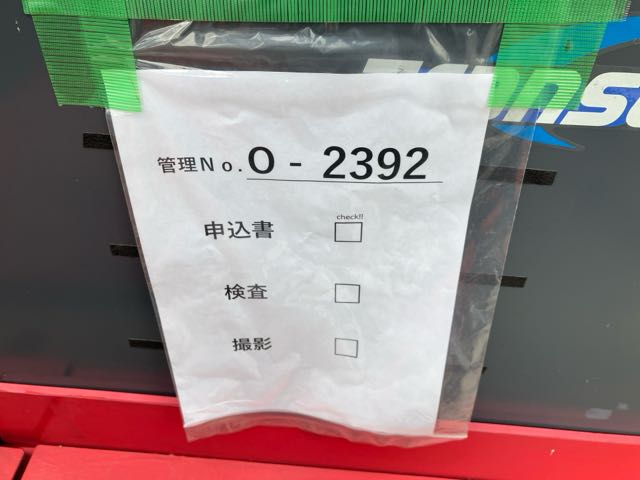 管理No. O - 2392
check!!
申込書 □
検査 □
撮影 □